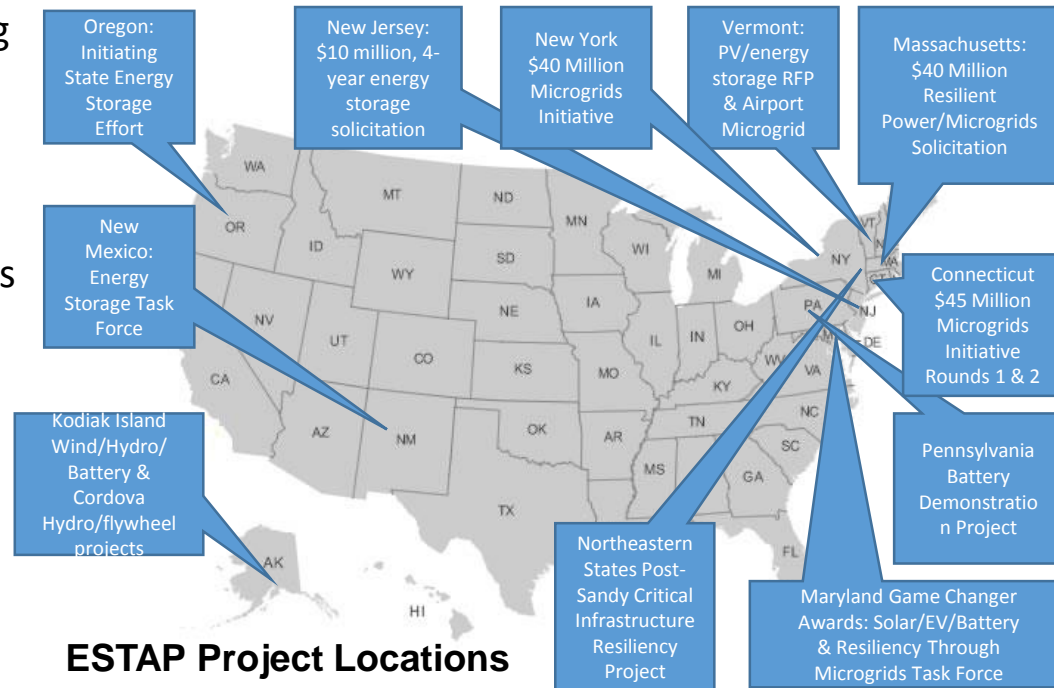 g
s
Oregon:
Initiating
State Energy
Storage
Effort
New Jersey:
$10 million, 4-
year energy
storage
solicitation
New York
$40 Million
Microgrids
Initiative
Vermont:
PV/energy
storage RFP
& Airport
Microgrid
Massachusetts:
$40 Million
Resilient
Power/Microgrids
Solicitation
New
Mexico:
Energy
Storage Task
Force
Connecticut
$45 Million
Microgrids
Initiative
Rounds 1 & 2
Kodiak Island
Wind/Hydro/
Battery &
Cordova
Hydro/flywheel
projects
Pennsylvania
Battery
Demonstratio
n Project
Northeastern
States Post-
Sandy Critical
Infrastructure
Resiliency
Project
Maryland Game Changer
Awards: Solar/EV/Battery
& Resiliency Through
Microgrids Task Force
WA
MT
ND
MN
VT
OR
ID
WY
SD
WI
MI
NY
MA
CT
NV
UT
CO
NE
IA
IL
IN
OH
PA
NJ
DE
CA
KS
MO
WV
VA
KY
AZ
NM
OK
AR
TN
NC
SC
MS
GA
TX
FL
AK
HI
ESTAP Project Locations